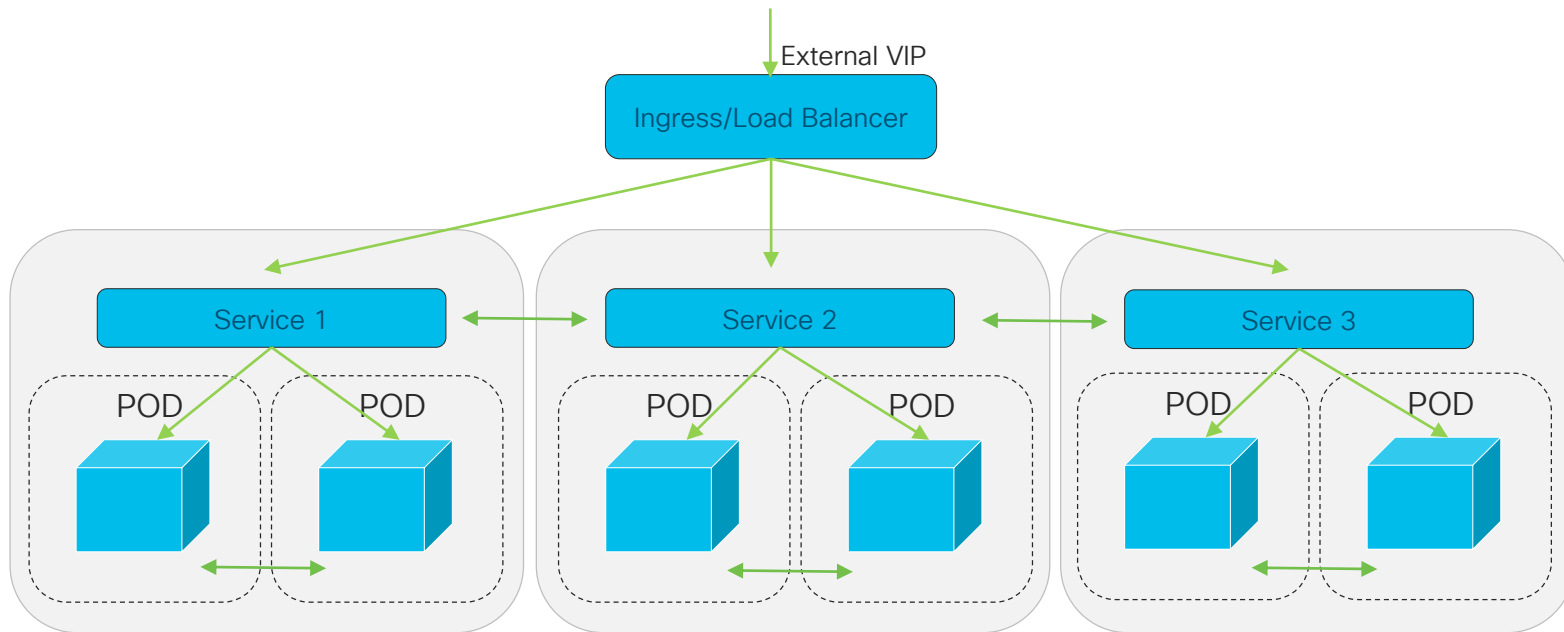 External VIP
Ingress/Load Balancer
Service 1
Service 2
Service 3
POD
POD
POD
POD
POD
POD